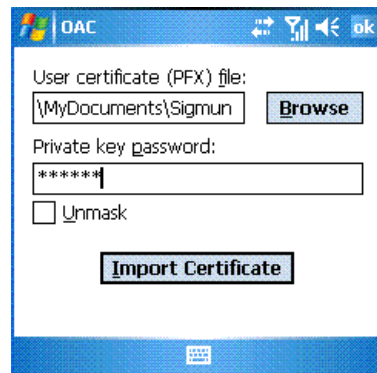 OAC ok
User certificate (PFX) file:
\MyDocuments\Sigmun Browse
Private key password:
******
Unmask
Import Certificate